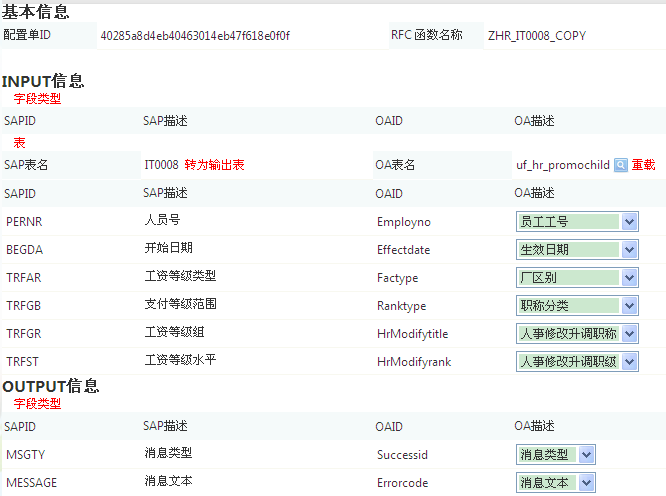 基本信息
配置单ID 40285a8d4eb40463014eb47f618e0f0f RFC 函数名称 ZHR_IT0008_COPY
INPUT信息
字段类型
SAPID SAP描述 OAID OA描述
表
SAP表名 IT0008 转为输出表 OA表名 uf_hr_promochild 重载
SAPID SAP描述 OAID OA描述
PERNR 人员号 Employno 员工工号
BEGDA 开始日期 Effectdate 生效日期
TRFAR 工资等级类型 Factype 厂区别
TRFGB 支付等级范围 Ranktype 职称分类
TRFGR 工资等级组 HrModifytitle 人事修改升调职称
TRFST 工资等级水平 HrModifyrank 人事修改升调职级
OUTPUT信息
字段类型
SAPID SAP描述 OAID OA描述
MSGTY 消息类型 Successid 消息类型
MESSAGE 消息文本 Errorcode 消息文本